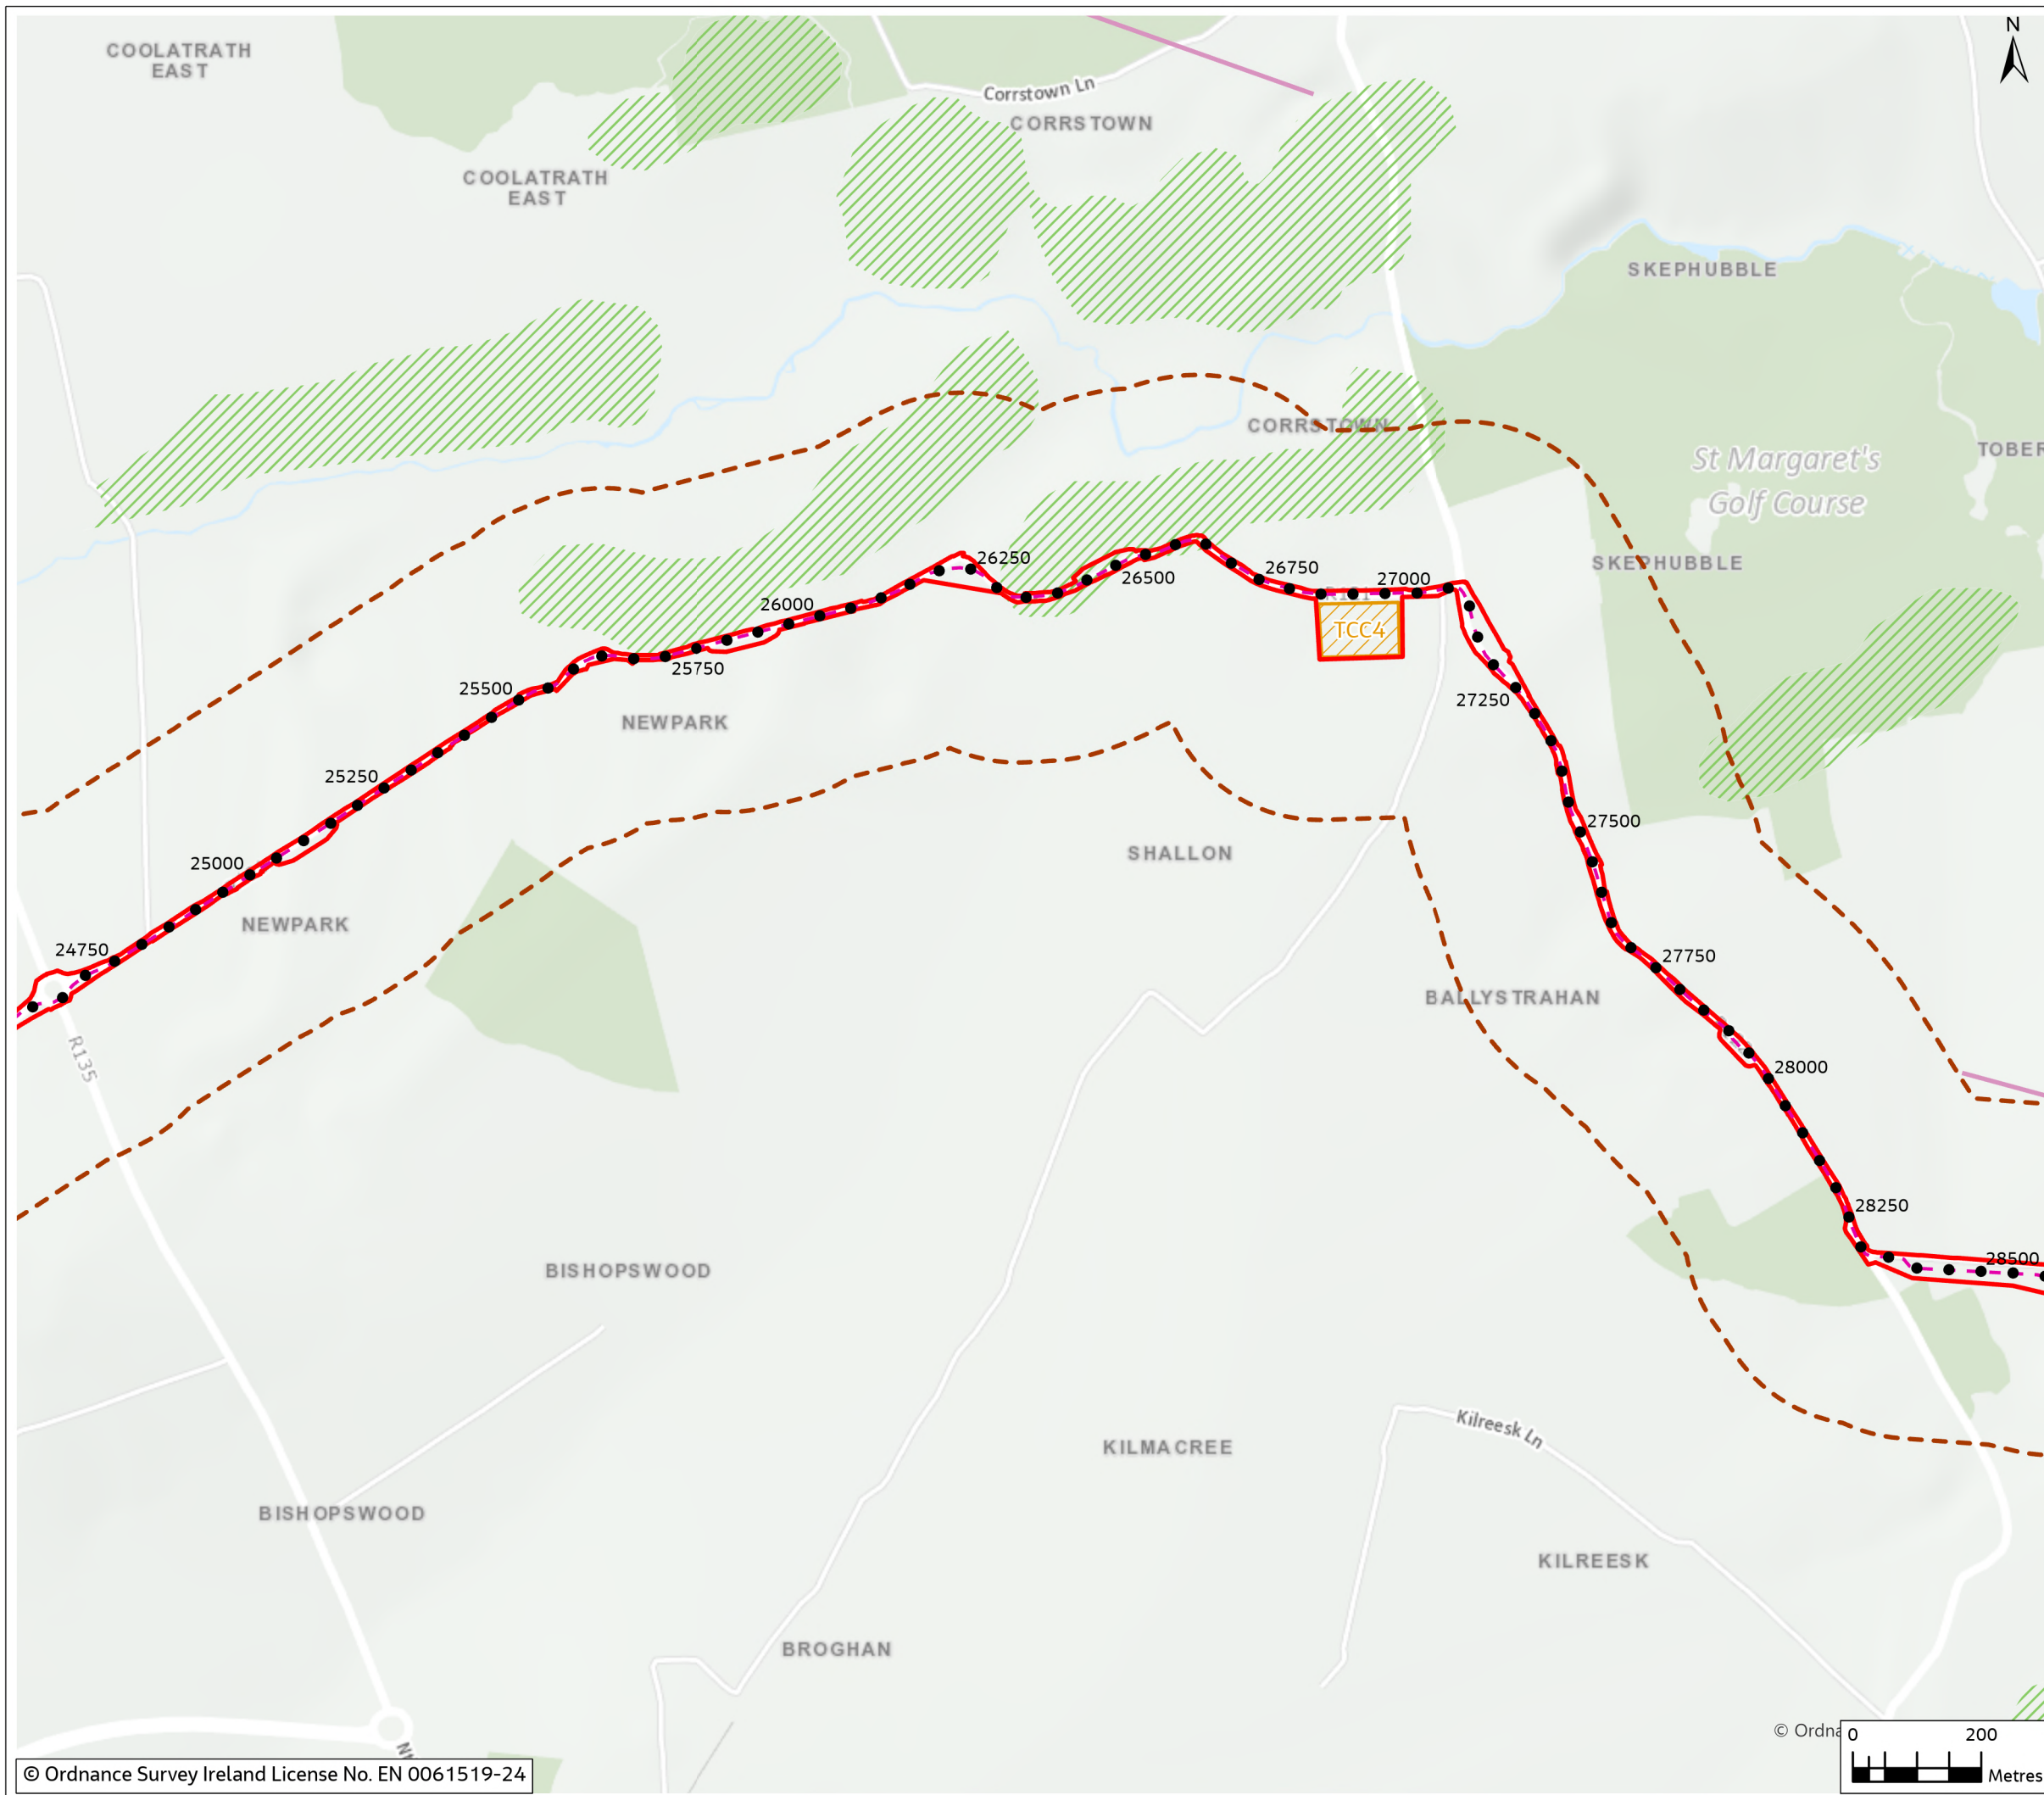 COOLATRATH
EAST
N
Corrstown Ln
CORRSTOWN
COOLATRATH
EAST
SKEPHUBBLE
CORRSTOWN
St Margaret's
Golf Course
TOBER
SKEPHUBBLE
26250
26500
26750
27000
26000
TCC4
25750
25500
27250
NEWPARK
25250
27500
25000
SHALLON
NEWPARK
24750
27750
BALLYSTRAHAN
R135
28000
28250
28500
BISHOPSWOOD
Kilreesk Ln
KILMACREE
BISHOPSWOOD
KILREESK
BROGHAN
© Ordna
0 200
Metres
© Ordnance Survey Ireland License No. EN 0061519-24